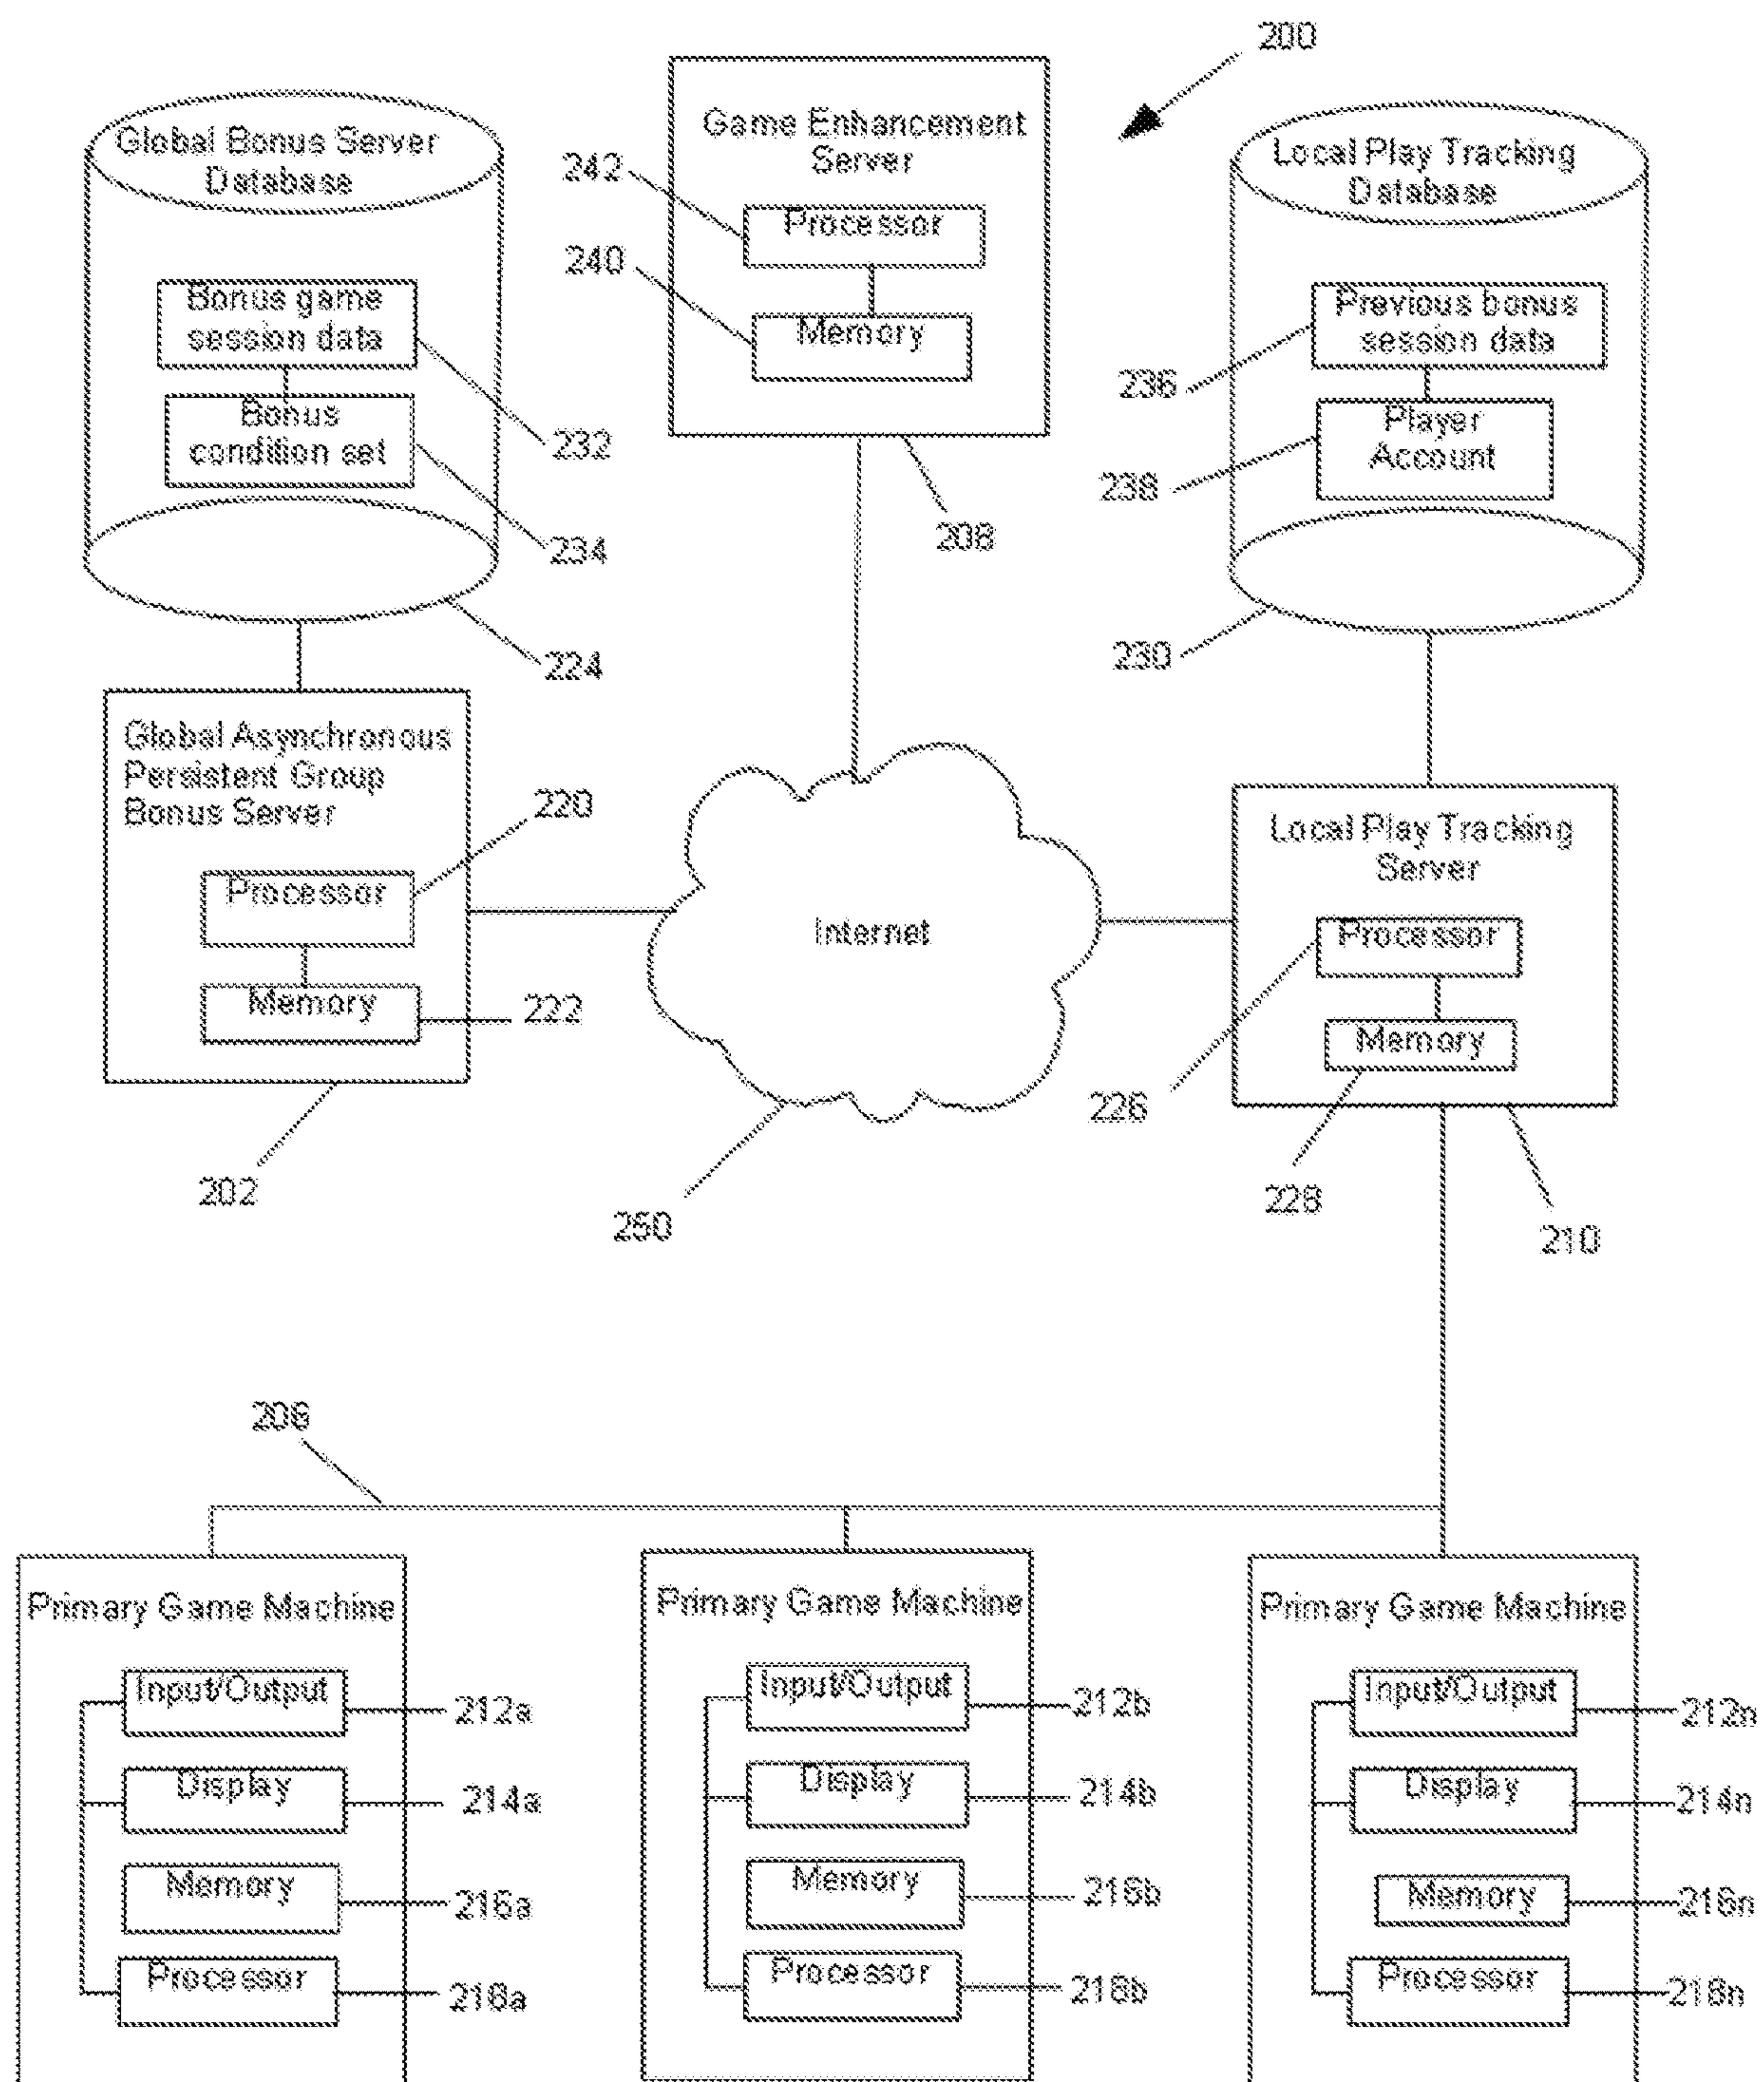 200
Global Bonus Server
Database
Bonus game
session data
Bonus
condition set
232
234
224
Game Enhancement
Server
242
Processor
240
Memory
208
Local Play Tracking
Database
Previous bonus
session data
236
Player
Account
238
230
Global Asynchronous
Persistent Group
Bonus Server
220
Processor
Memory
222
202
Internet
250
Local Play Tracking
Server
Processor
Memory
226
228
210
206
Primary Game Machine
Input/Output
212a
Display
214a
Memory
216a
Processor
218a
Primary Game Machine
Input/Output
212b
Display
214b
Memory
216b
Processor
218b
Primary Game Machine
Input/Output
212n
Display
214n
Memory
216n
Processor
218n